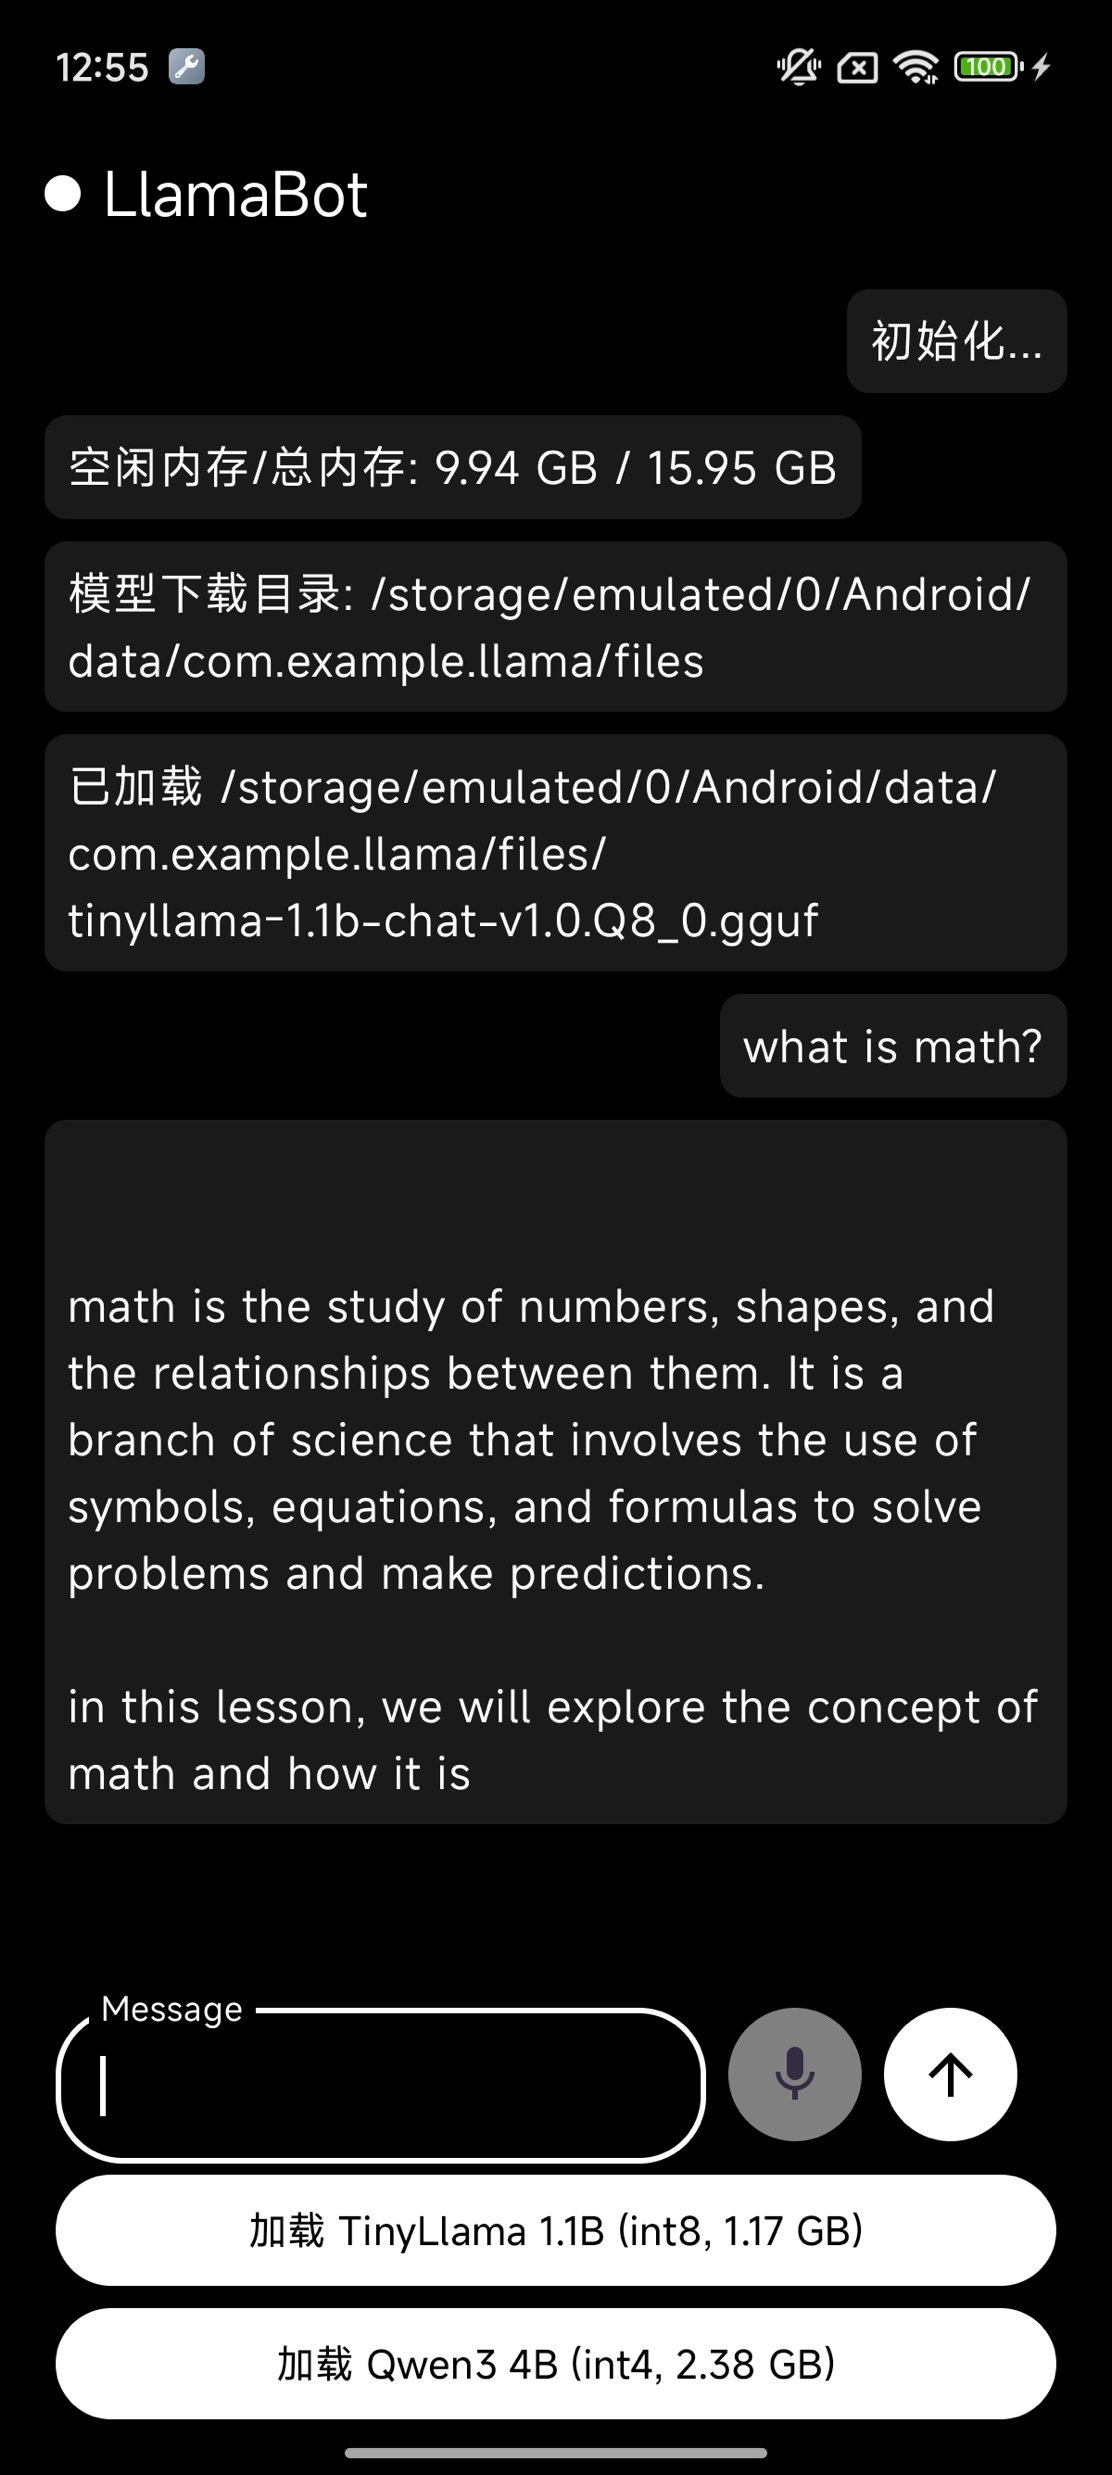 12:55
100
LlamaBot
初始化...
空闲内存/总内存: 9.94 GB / 15.95 GB
模型下载目录: /storage/emulated/0/Android/
data/com.example.llama/files
已加载 /storage/emulated/0/Android/data/
com.example.llama/files/
tinyllama-1.1b-chat-v1.0.Q8_0.gguf
what is math?
math is the study of numbers, shapes, and
the relationships between them. It is a
branch of science that involves the use of
symbols, equations, and formulas to solve
problems and make predictions.
in this lesson, we will explore the concept of
math and how it is
Message
加载 TinyLlama 1.1B (int8, 1.17 GB)
加载 Qwen3 4B (int4, 2.38 GB)